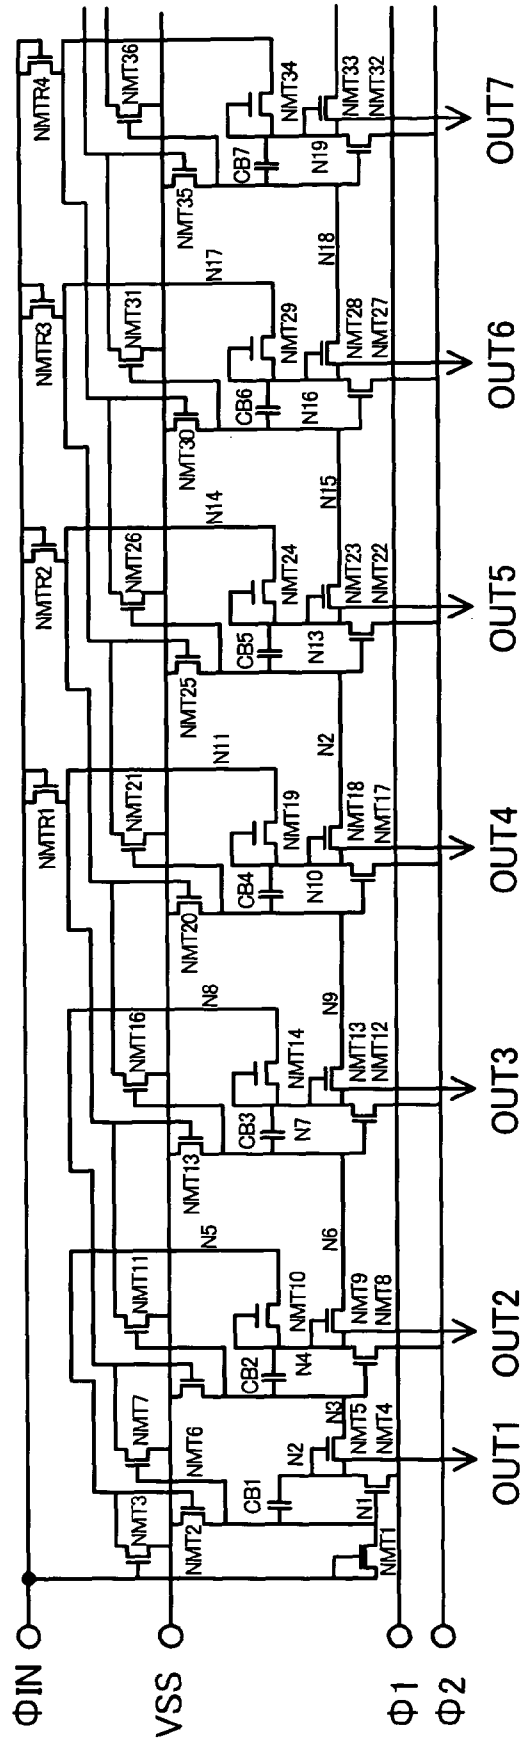 ΦIN
VSS
Φ1
Φ2
NMTR1
NMTR2
NMTR3
NMTR4
NMT3
NMT7
NMT11
NMT16
NMT21
NMT26
NMT31
NMT36
NMT2
NMT6
NMT13
NMT20
NMT25
NMT30
NMT35
N5
N8
N11
N14
N17
CB1
CB2
CB3
CB4
CB5
CB6
CB7
NMT10
NMT14
NMT19
NMT24
NMT29
NMT34
N2
N4
N7
N10
N13
N16
N19
N3
N6
N9
N2
N15
N18
N1
NMT1
NMT5
NMT4
NMT9
NMT8
NMT13
NMT12
NMT18
NMT17
NMT23
NMT22
NMT28
NMT27
NMT33
NMT32
OUT1
OUT2
OUT3
OUT4
OUT5
OUT6
OUT7